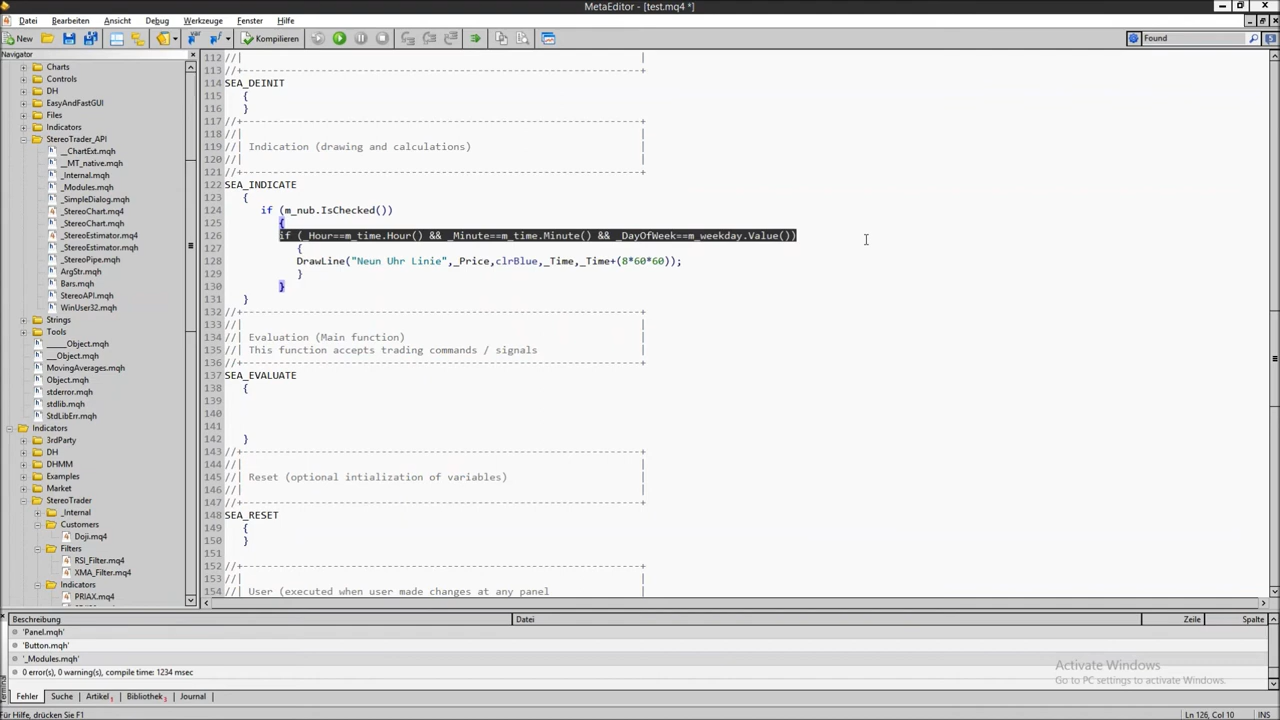 MetaEditor - [test.mq4 *]
Datei Bearbeiten Ansicht Debug Werkzeuge Fenster Hilfe
New Kompilieren Found
Navigator
Charts
Controls
DH
EasyAndFastGUI
Files
Indicators
StereoTrader_API
__ChartExt.mqh
__MT_native.mqh
_Internal.mqh
_Modules.mqh
_SimpleDialog.mqh
_StereoChart.mq4
_StereoChart.mqh
_StereoEstimator.mq4
_StereoEstimator.mqh
_StereoPipe.mqh
ArgStr.mqh
Bars.mqh
StereoAPI.mqh
WinUser32.mqh
Strings
Tools
_____Object.mqh
___Object.mqh
MovingAverages.mqh
Object.mqh
stderror.mqh
stdlib.mqh
StdLibErr.mqh
Indicators
3rdParty
DH
DHMM
Examples
Market
StereoTrader
_Internal
Customers
Doji.mq4
Filters
RSI_Filter.mq4
XMA_Filter.mq4
Indicators
PRIAX.mq4
112 //| |
113 //+------------------------------------------------------------------+
114 SEA_DEINIT
115 {
116 }
117 //+------------------------------------------------------------------+
118 //| |
119 //| Indication (drawing and calculations) |
120 //| |
121 //+------------------------------------------------------------------+
122 SEA_INDICATE
123 {
124 if (m_nub.IsChecked())
125 {
126 if (_Hour==m_time.Hour() && _Minute==m_time.Minute() && _DayOfWeek==m_weekday.Value())
127 {
128 DrawLine("Neun Uhr Linie",_Price,clrBlue,_Time,_Time+(8*60*60));
129 }
130 }
131 }
132 //+------------------------------------------------------------------+
133 //| |
134 //| Evaluation (Main function) |
135 //| This function accepts trading commands / signals |
136 //+------------------------------------------------------------------+
137 SEA_EVALUATE
138 {
139
140
141
142 }
143 //+------------------------------------------------------------------+
144 //| |
145 //| Reset (optional intialization of variables) |
146 //| |
147 //+------------------------------------------------------------------+
148 SEA_RESET
149 {
150 }
151
152 //+------------------------------------------------------------------+
153 //| |
154 //| User (executed when user made changes at any panel |
Beschreibung Datei Zeile Spalte
'Panel.mqh'
'Button.mqh'
'_Modules.mqh'
0 error(s), 0 warning(s), compile time: 1234 msec
Activate Windows
Go to PC settings to activate Windows.
Terminal
Fehler Suche Artikel Bibliothek Journal
Für Hilfe, drücken Sie F1 Ln 126, Col 10 INS